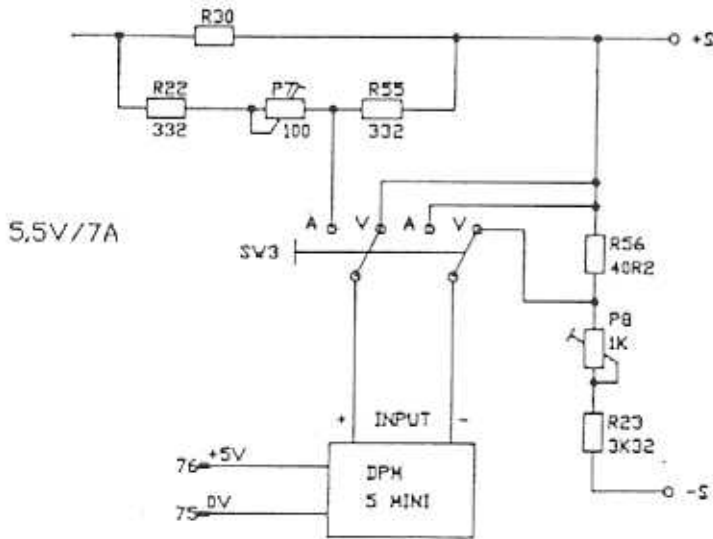 R30
+S
R22
P7
R55
332
100
332
5,5V/7A
A V A V
SW3
R56
40R2
P8
1K
+ INPUT -
R23
3K32
76 +5V
DPM
5 MINI
75 0V
-S